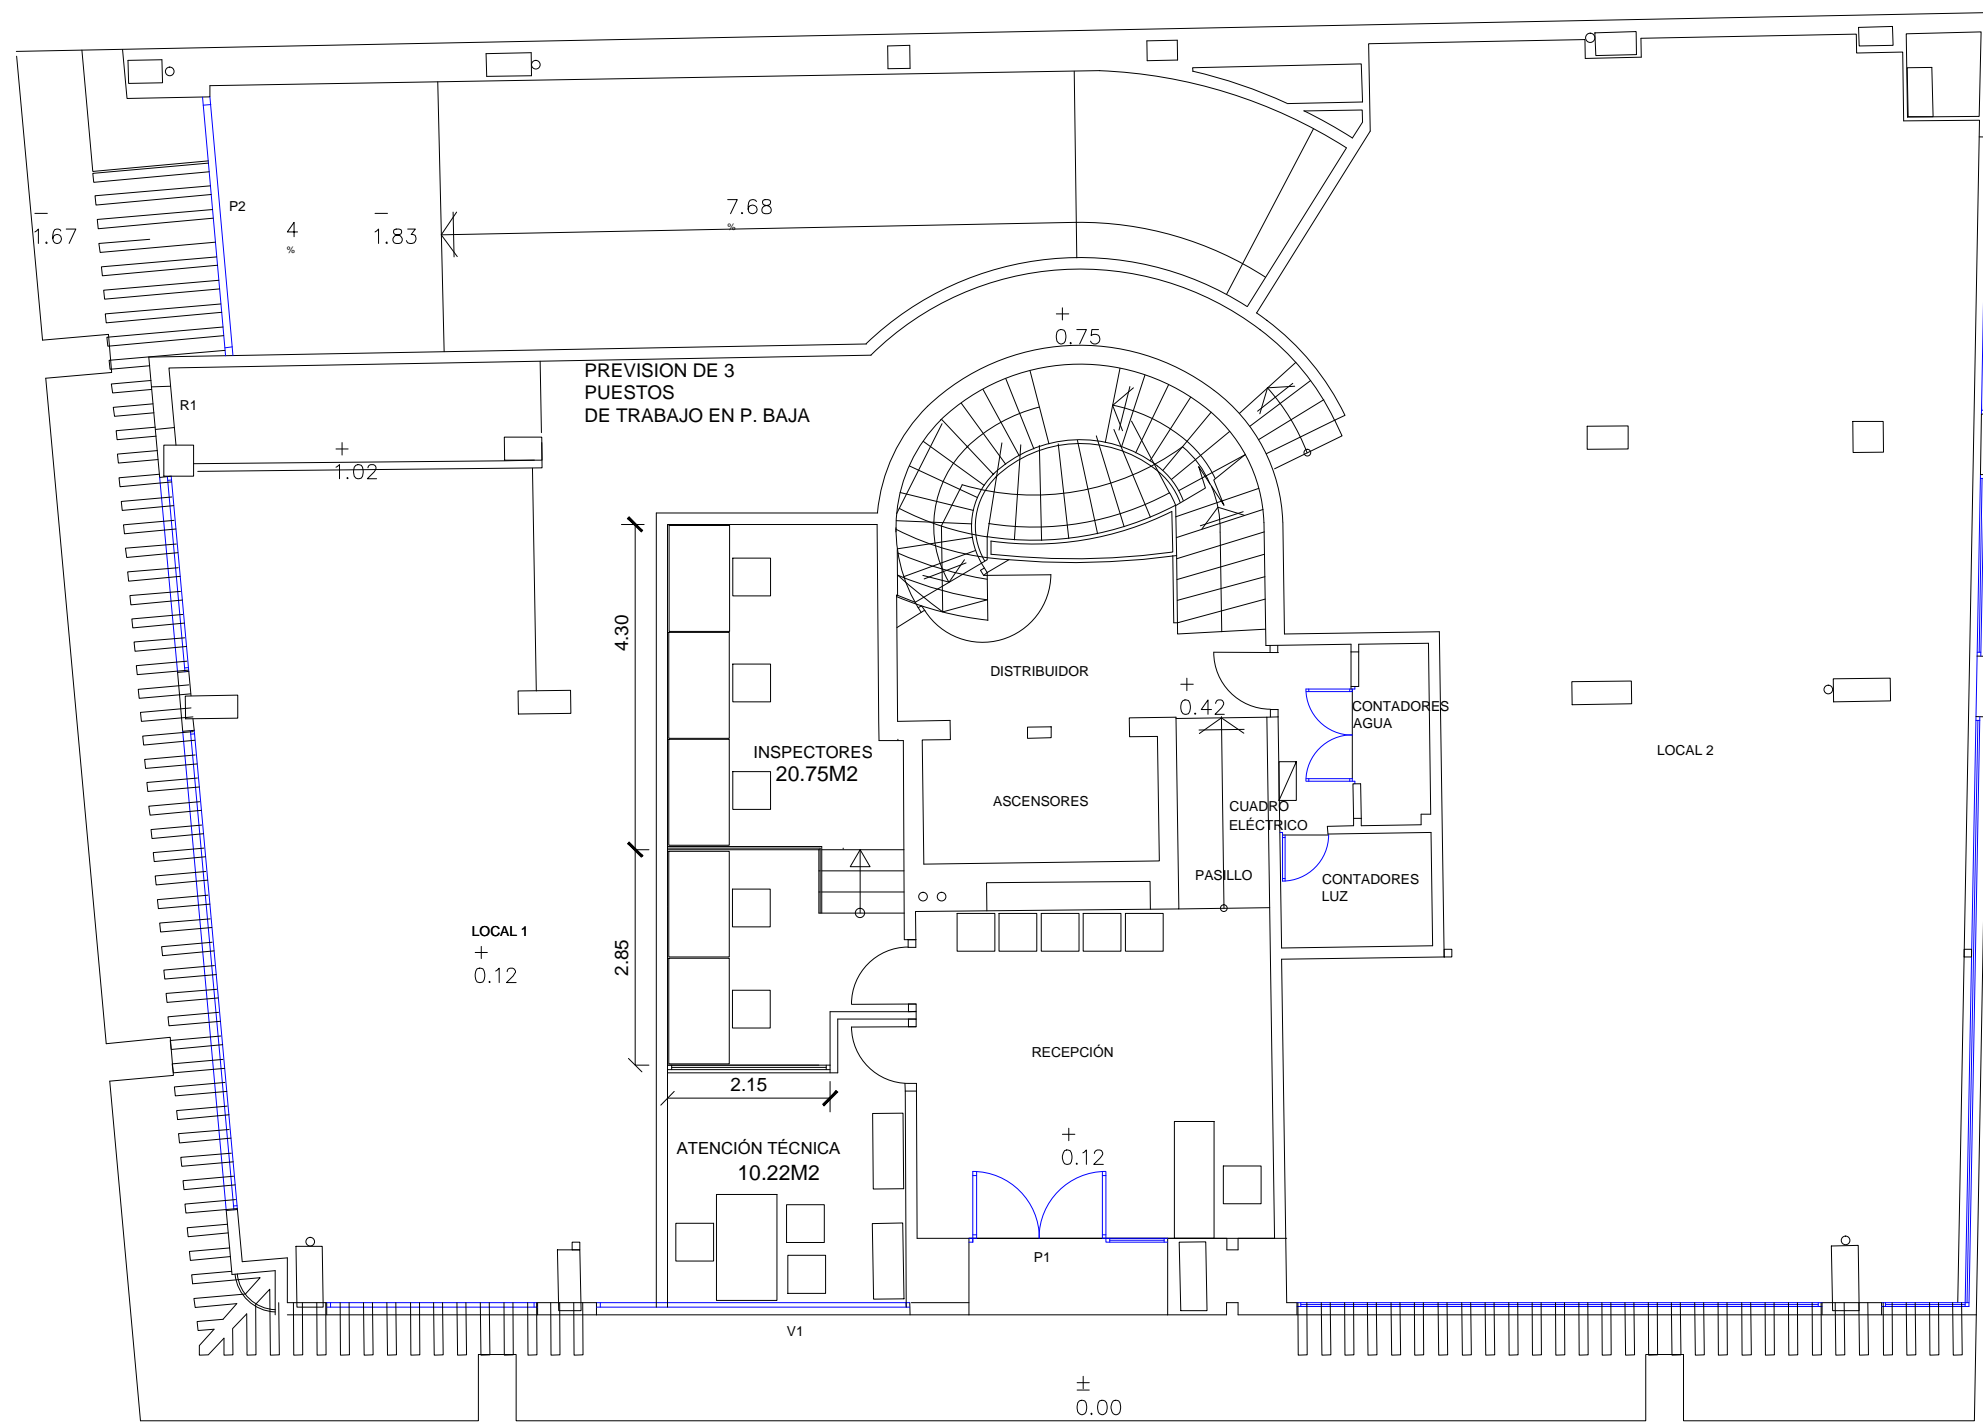 P2
7.68
%
−
1.67
4
%
−
1.83
+
0.75
PREVISION DE 3
PUESTOS
DE TRABAJO EN P. BAJA
R1
+
1.02
4.30
DISTRIBUIDOR
+
0.42
CONTADORES
AGUA
INSPECTORES
20.75M2
LOCAL 2
ASCENSORES
CUADRO
ELÉCTRICO
PASILLO
CONTADORES
LUZ
LOCAL 1
+
0.12
2.85
RECEPCIÓN
2.15
ATENCIÓN TÉCNICA
10.22M2
+
0.12
P1
V1
±
0.00